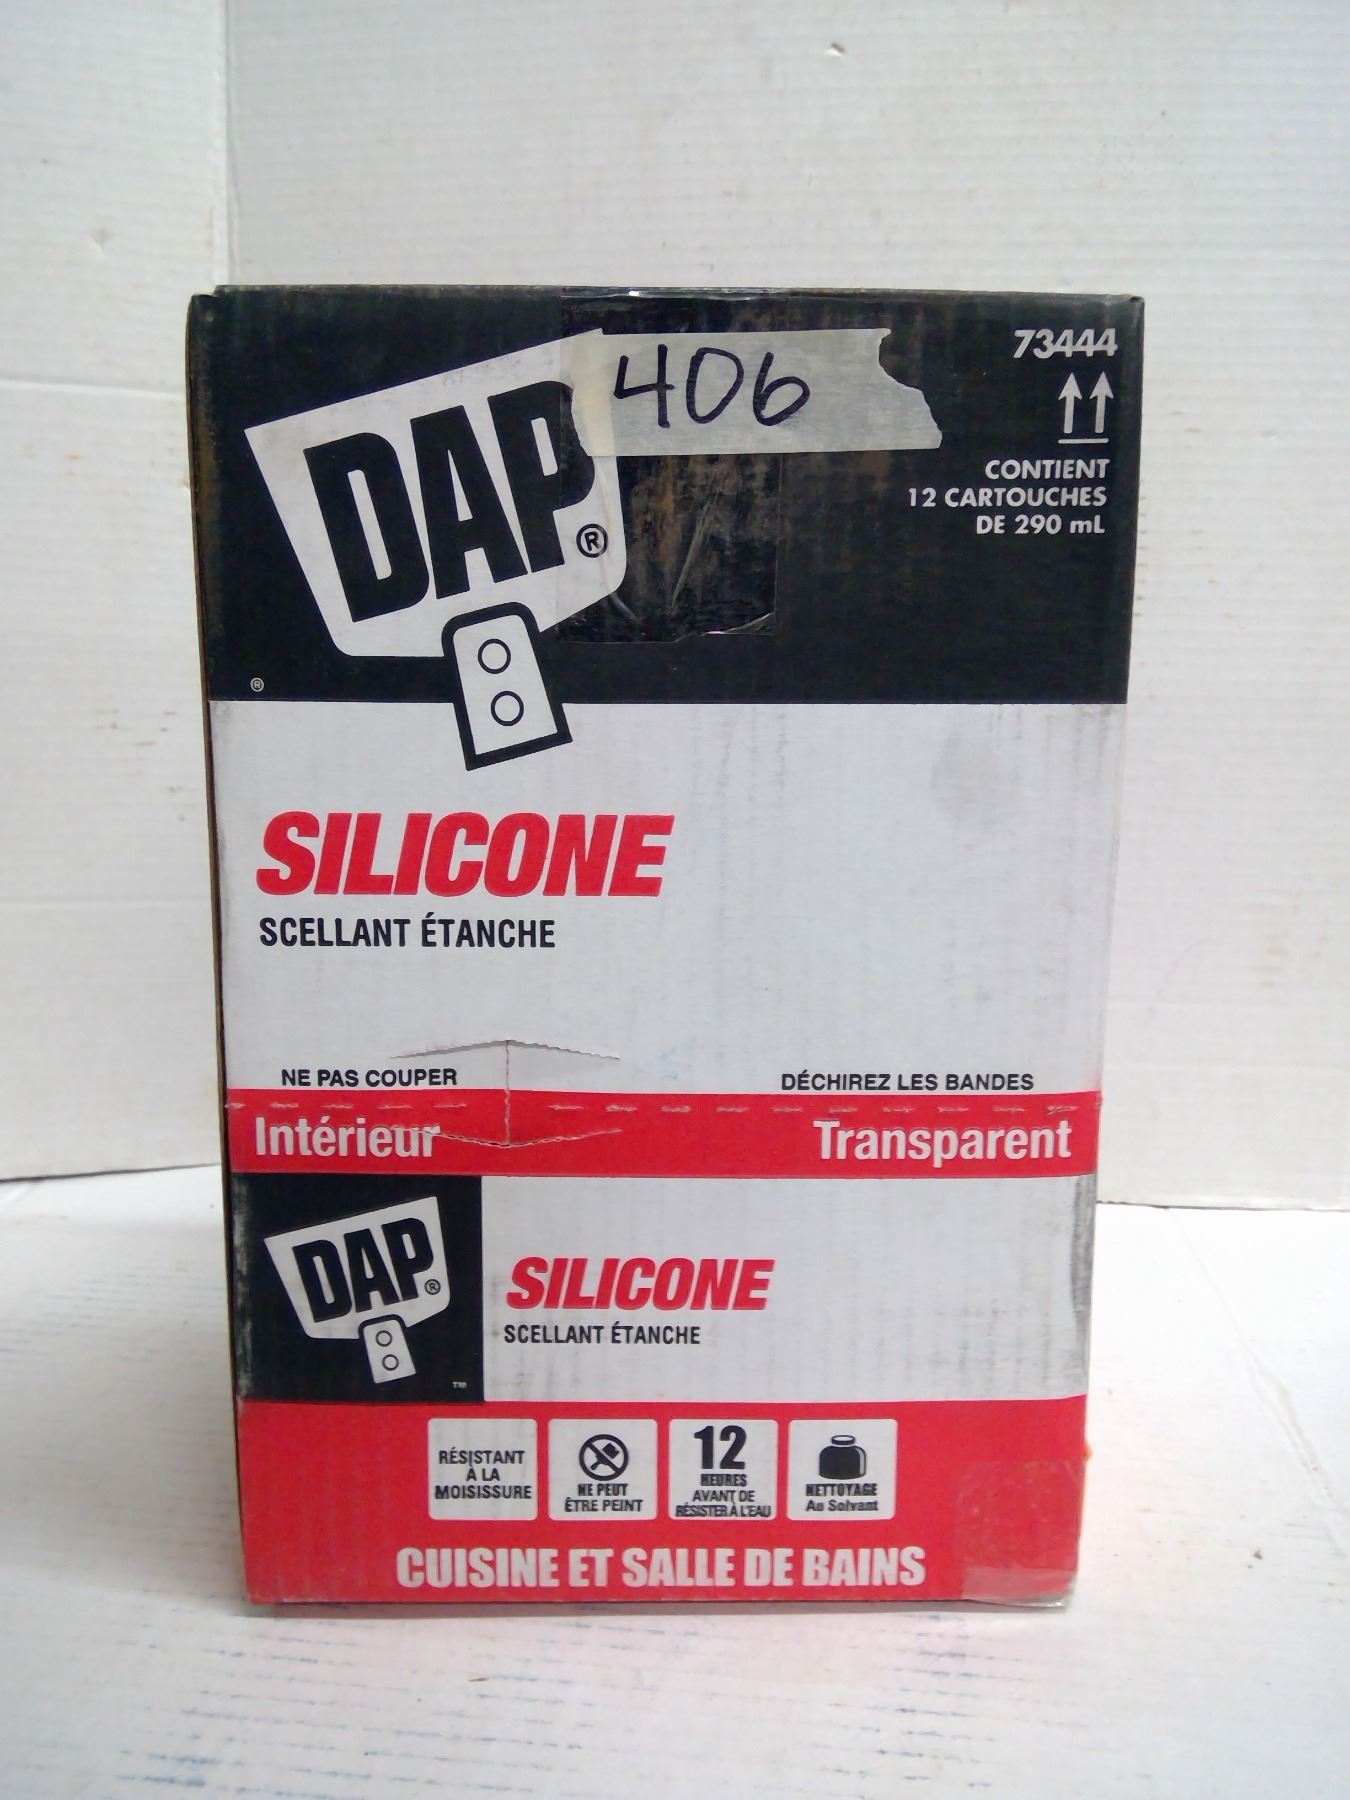 406
73444
DAP®
CONTIENT
12 CARTOUCHES
DE 290 mL
®
SILICONE
SCELLANT ÉTANCHE
NE PAS COUPER
DÉCHIREZ LES BANDES
Intérieur
Transparent
DAP®
SILICONE
SCELLANT ÉTANCHE
TM
RÉSISTANT
À LA
MOISISSURE
NE PEUT
ÊTRE PEINT
12
HEURES
AVANT DE
RÉSISTER À L'EAU
NETTOYAGE
Au Solvant
CUISINE ET SALLE DE BAINS